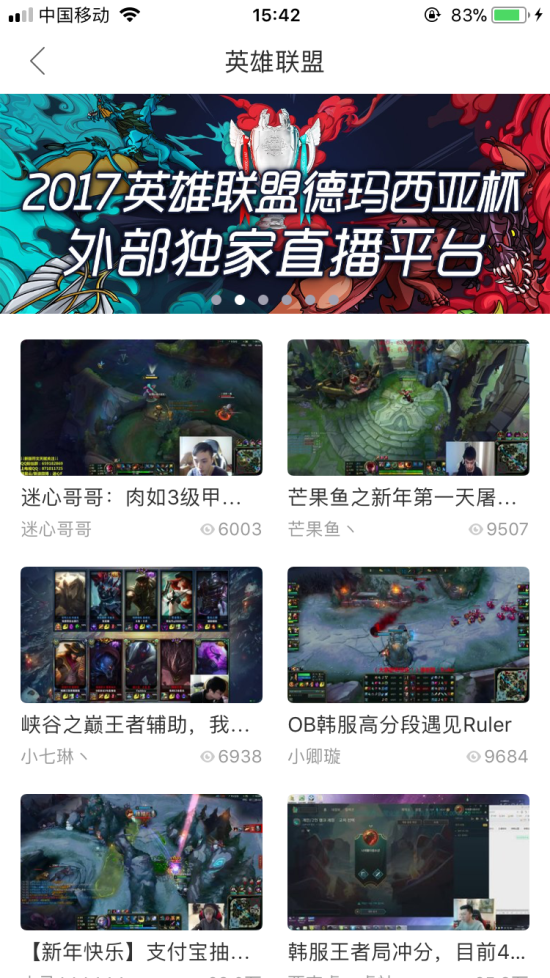 中国移动
15:42
83%
英雄联盟
2017英雄联盟德玛西亚杯
外部独家直播平台
迷心哥哥：肉如3级甲...
迷心哥哥
6003
芒果鱼之新年第一天屠...
芒果鱼丶
9507
峡谷之巅王者辅助，我...
小七琳丶
6938
OB韩服高分段遇见Ruler
小卿璇
9684
【新年快乐】支付宝抽...
韩服王者局冲分，目前4...